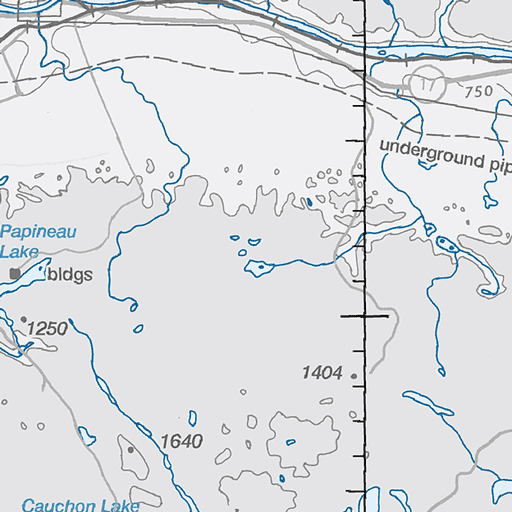 17
750
underground pip
Papineau
Lake
bldgs
1250
1404
1640
Cauchon Lake